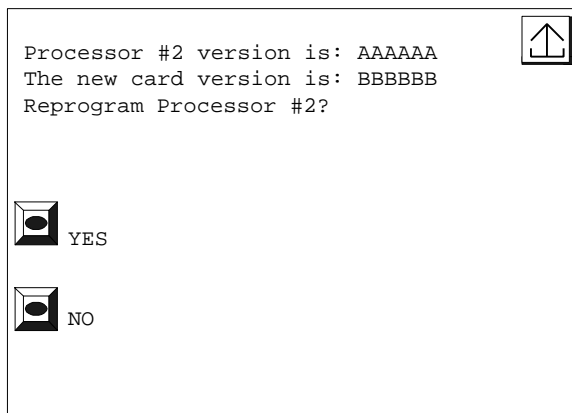 Processor #2 version is: AAAAAA
The new card version is: BBBBBB
Reprogram Processor #2?
YES
NO